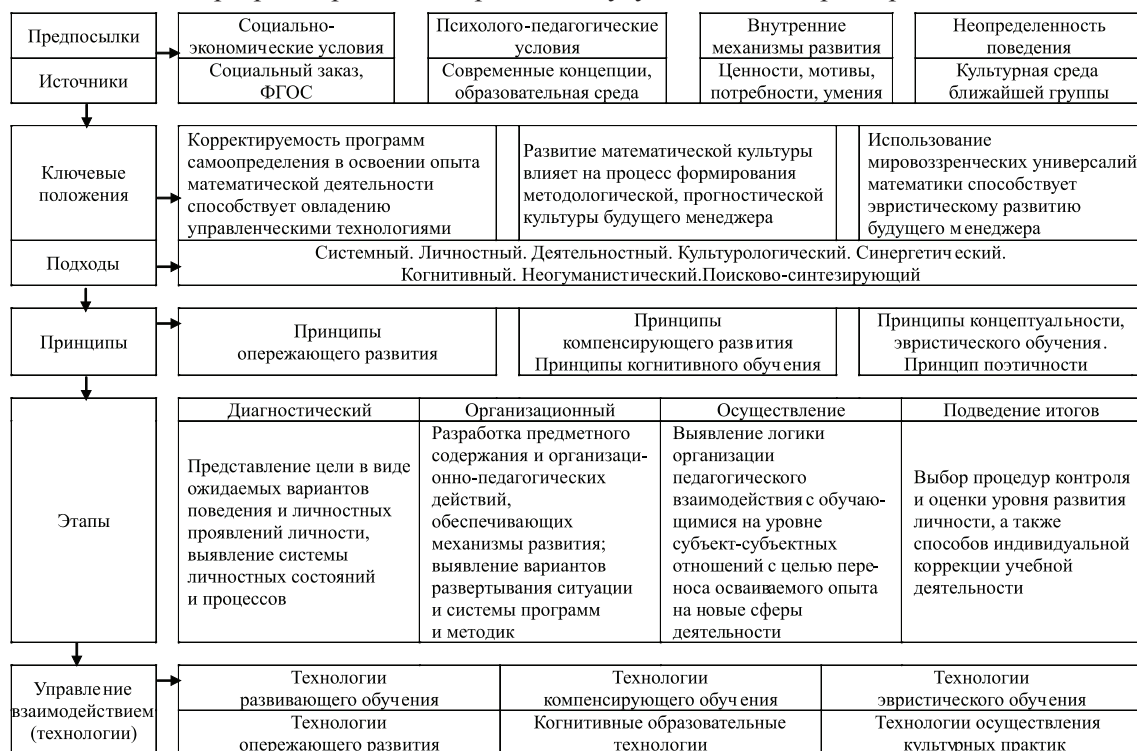 Предпосылки
Социально-
экономические условия
Психолого-педагогические
условия
Внутренние
механизмы развития
Неопределенность
поведения
Источники
Социальный заказ,
ФГОС
Современные концепции,
образовательная среда
Ценности, мотивы,
потребности, умения
Культурная среда
ближайшей группы
Ключевые
положения
Корректируемость программ
самоопределения в освоении опыта
математической деятельности
способствует овладению
управленческими технологиями
Развитие математической культуры
влияет на процесс формирования
методологической, прогностической
культуры будущего менеджера
Использование
мировоззренческих универсалий
математики способствует
эвристическому развитию
будущего менеджера
Подходы
Системный. Личностный. Деятельностный. Культурологический. Синергетический.
Когнитивный. Неогуманистический.Поисково-синтезирующий
Принципы
Принципы
опережающего развития
Принципы
компенсирующего развития
Принципы когнитивного обучения
Принципы концептуальности,
эвристического обучения.
Принцип поэтичности
Этапы
Диагностический
Организационный
Осуществление
Подведение итогов
Представление цели в виде
ожидаемых вариантов
поведения и личностных
проявлений личности,
выявление системы
личностных состояний
и процессов
Разработка предметного
содержания и организаци-
онно-педагогических
действий,
обеспечивающих
механизмы развития;
выявление вариантов
развертывания ситуации
и системы программ
и методик
Выявление логики
организации
педагогического
взаимодействия с обучаю-
щимися на уровне
субъект-субъектных
отношений с целью пере-
носа осваиваемого опыта
на новые сферы
деятельности
Выбор процедур контроля
и оценки уровня развития
личности, а также
способов индивидуальной
коррекции учебной
деятельности
Управление
взаимодействием
(технологии)
Технологии
развивающего обучения
Технологии
компенсирующего обучения
Технологии
эвристического обучения
Технологии
опережающего развития
Когнитивные образовательные
технологии
Технологии осуществления
культурных практик